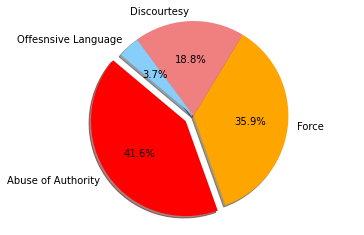 Discourtesy
Offesnsive Language
18.8%
3.7%
35.9%
Force
41.6%
Abuse of Authority